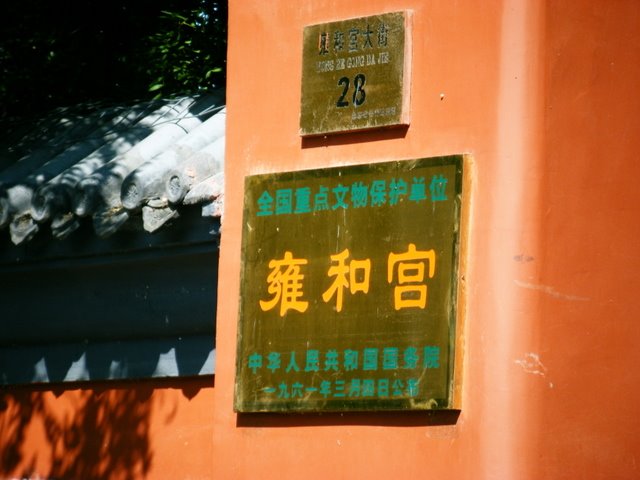 雍和宫大街
YONG HE GONG DA JIE
28
全国重点文物保护单位
雍和宫
中华人民共和国国务院
一九六一年三月四日公布